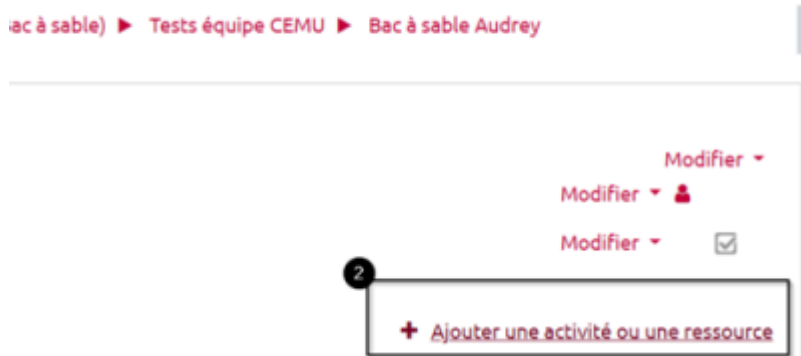 ac à sable) ▶ Tests équipe CEMU ▶ Bac à sable Audrey
Modifier
Modifier
Modifier
2
+ Ajouter une activité ou une ressource